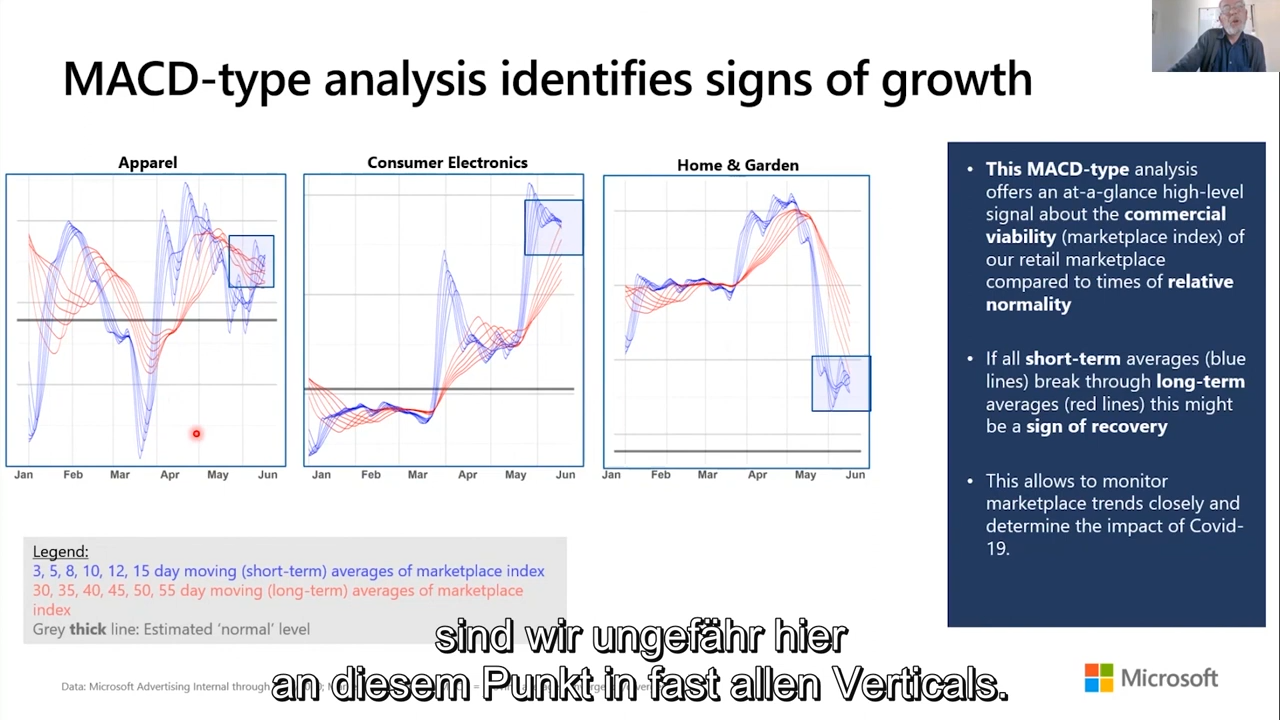 MACD-type analysis identifies signs of growth
Apparel
Consumer Electronics
Home & Garden
Jan Feb Mar Apr May Jun
Jan Feb Mar Apr May Jun
Jan Feb Mar Apr May Jun
• This MACD-type analysis
offers an at-a-glance high-level
signal about the commercial
viability (marketplace index) of
our retail marketplace
compared to times of relative
normality
• If all short-term averages (blue
lines) break through long-term
averages (red lines) this might
be a sign of recovery
• This allows to monitor
marketplace trends closely and
determine the impact of Covid-
19.
Legend:
3, 5, 8, 10, 12, 15 day moving (short-term) averages of marketplace index
30, 35, 40, 45, 50, 55 day moving (long-term) averages of marketplace
index
Grey thick line: Estimated ‘normal’ level
sind wir ungefähr hier
an diesem Punkt in fast allen Verticals.
Data: Microsoft Advertising Internal through
Microsoft